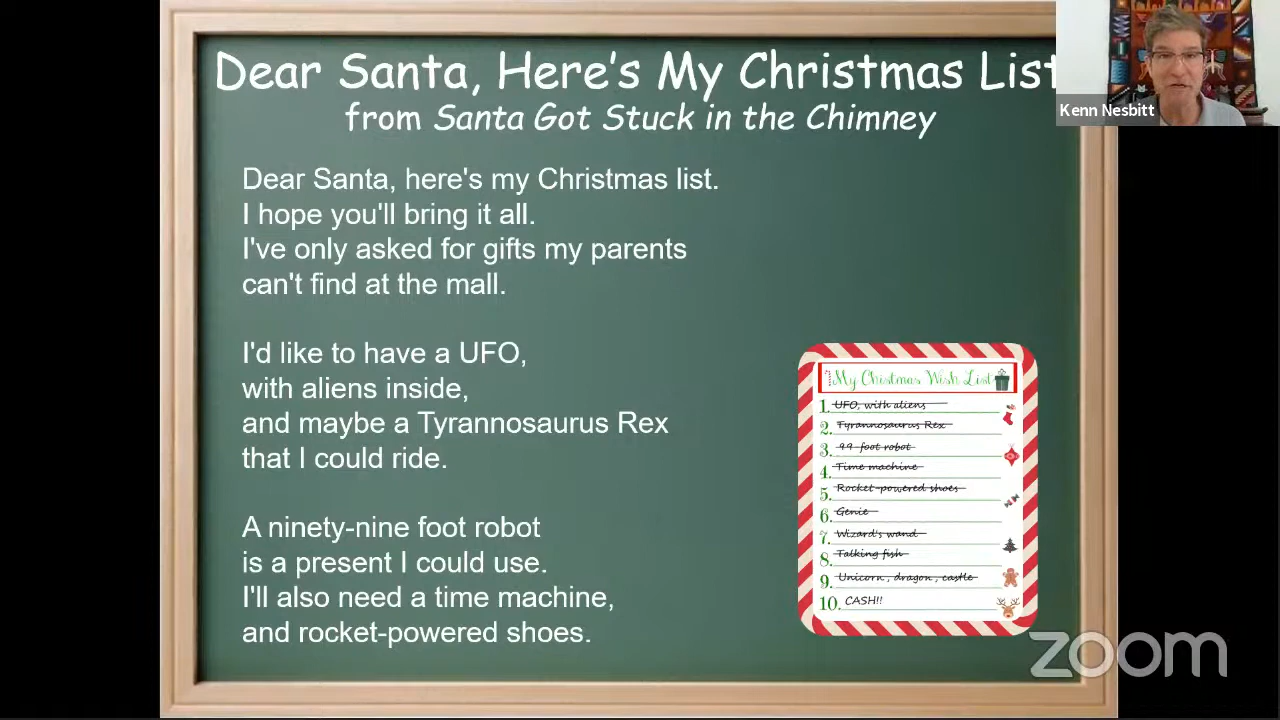 Dear Santa, Here's My Christmas List
from Santa Got Stuck in the Chimney
Kenn Nesbitt
Dear Santa, here's my Christmas list.
I hope you'll bring it all.
I've only asked for gifts my parents
can't find at the mall.
I'd like to have a UFO,
with aliens inside,
and maybe a Tyrannosaurus Rex
that I could ride.
A ninety-nine foot robot
is a present I could use.
I'll also need a time machine,
and rocket-powered shoes.
My Christmas Wish List
1. UFO, with aliens
2. Tyrannosaurus Rex
3. 99-foot robot
4. Time machine
5. Rocket-powered shoes
6. Genie
7. Wizard's wand
8. Talking fish
9. Unicorn, dragon, castle
10. CASH!!
zoom